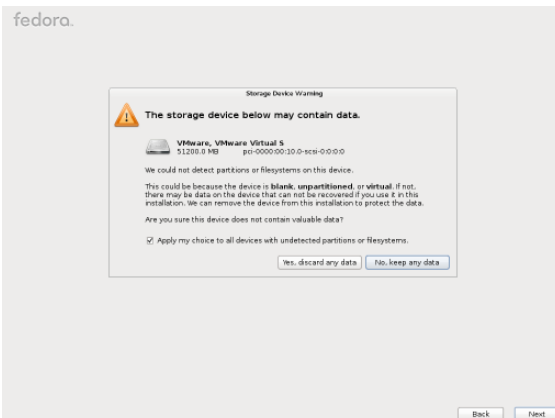 fedora.
Storage Device Warning
The storage device below may contain data.
VMware, VMware Virtual S
51200.0 MB pci-0000:00:10.0-scsi-0:0:0:0
We could not detect partitions or filesystems on this device.
This could be because the device is blank, unpartitioned, or virtual. If not,
there may be data on the device that can not be recovered if you use it in this
installation. We can remove the device from this installation to protect the data.
Are you sure this device does not contain valuable data?
Apply my choice to all devices with undetected partitions or filesystems.
Yes, discard any data No, keep any data
Back Next